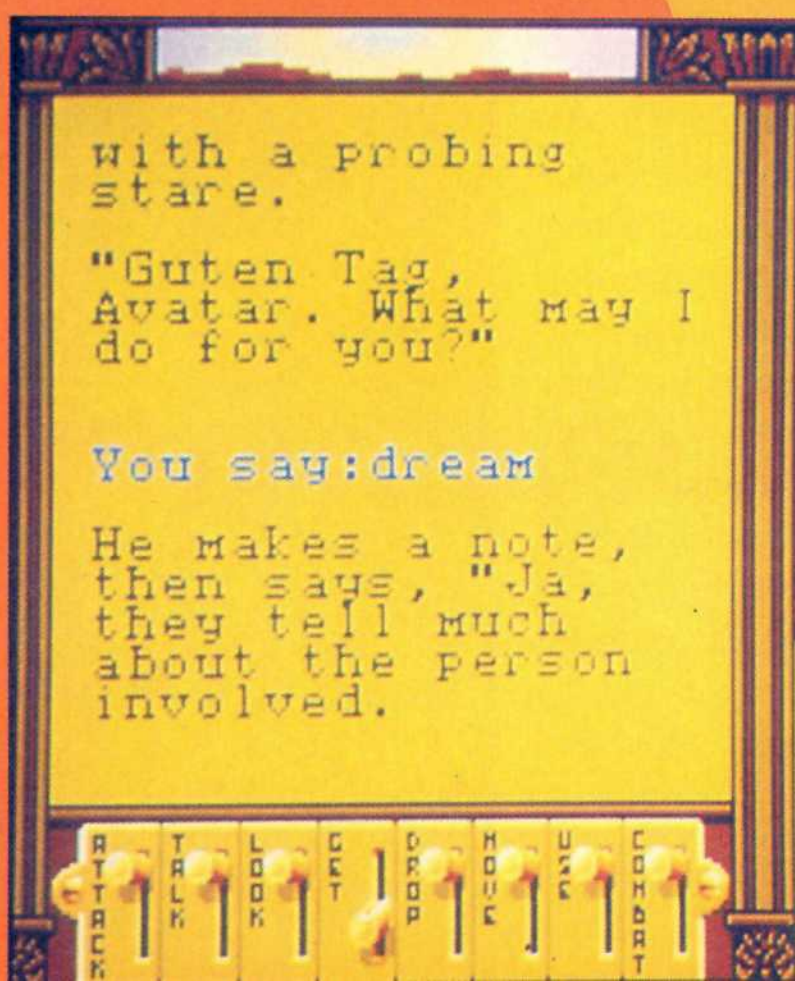 with a probing
stare.
"Guten Tag,
Avatar. What may I
do for you?"
You say:dream
He makes a note,
then says, "Ja,
they tell much
about the person
involved.
ATTACK
TALK
LOOK
GET
DROP
MOVE
USE
COMBAT